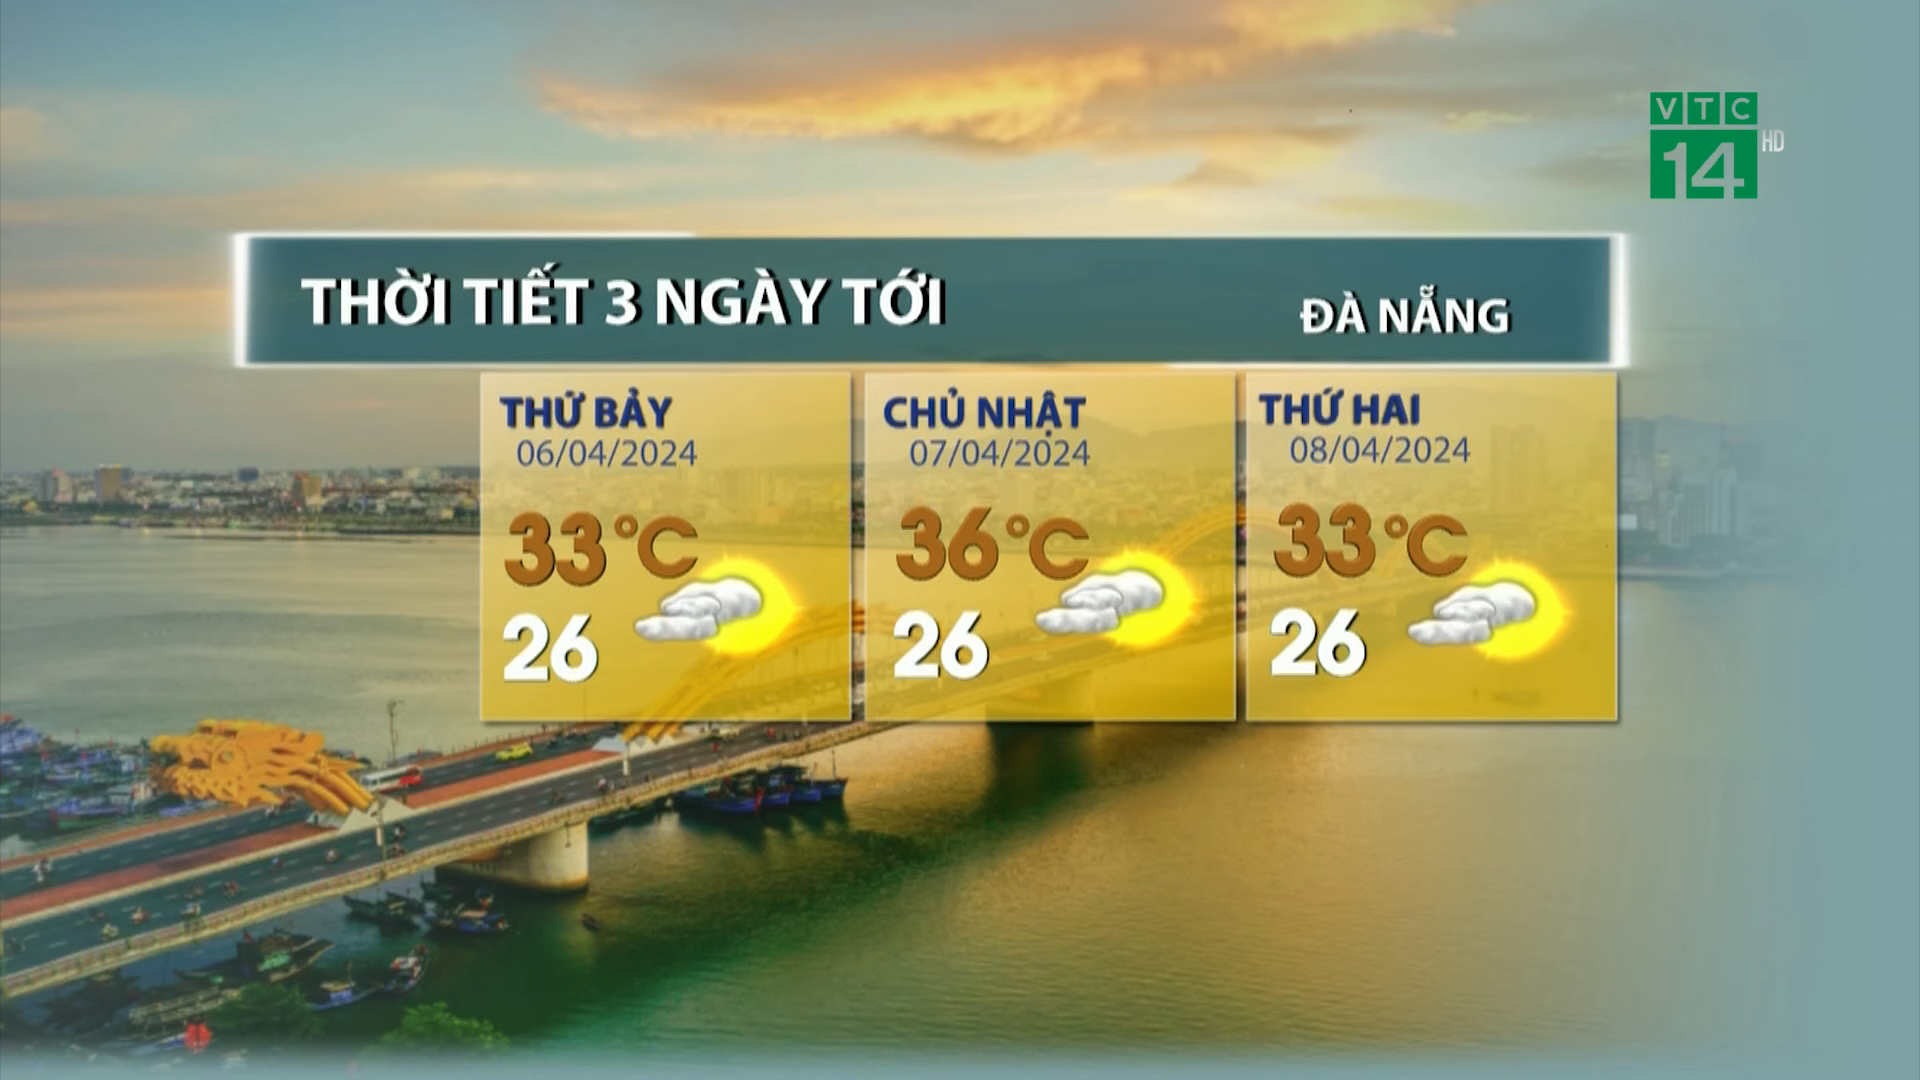 VTC
14 HD
THỜI TIẾT 3 NGÀY TỚI
ĐÀ NẴNG
THỨ BẢY
06/04/2024
33°C
26
CHỦ NHẬT
07/04/2024
36°C
26
THỨ HAI
08/04/2024
33°C
26